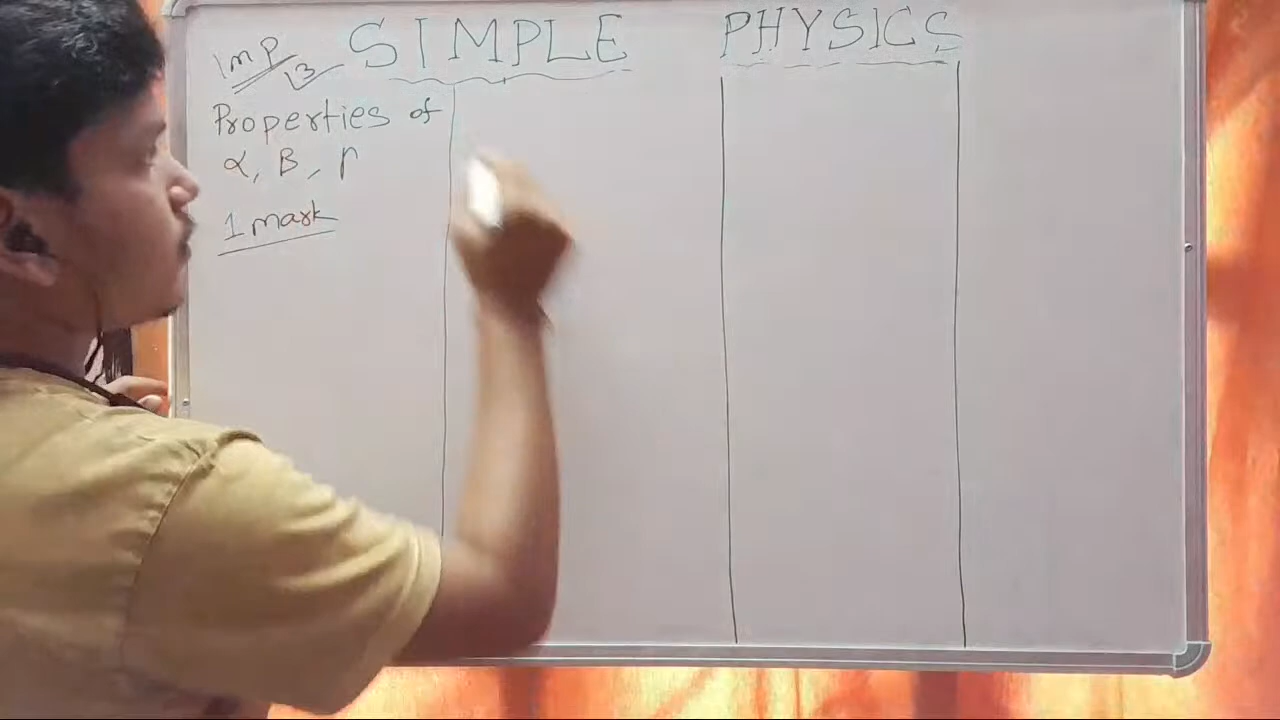 SIMPLE PHYSICS
Imp
13
Properties of
α, B, Γ
1 mark